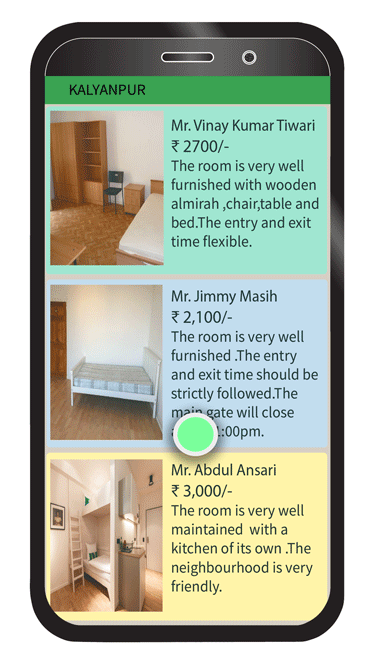 KALYANPUR
Mr. Vinay Kumar Tiwari
₹ 2700/-
The room is very well
furnished with wooden
almirah ,chair,table and
bed.The entry and exit
time flexible.
Mr. Jimmy Masih
₹ 2,100/-
The room is very well
furnished .The entry
and exit time should be
strictly followed.The
main gate will close
:00pm.
Mr. Abdul Ansari
₹ 3,000/-
The room is very well
maintained with a
kitchen of its own .The
neighbourhood is very
friendly.